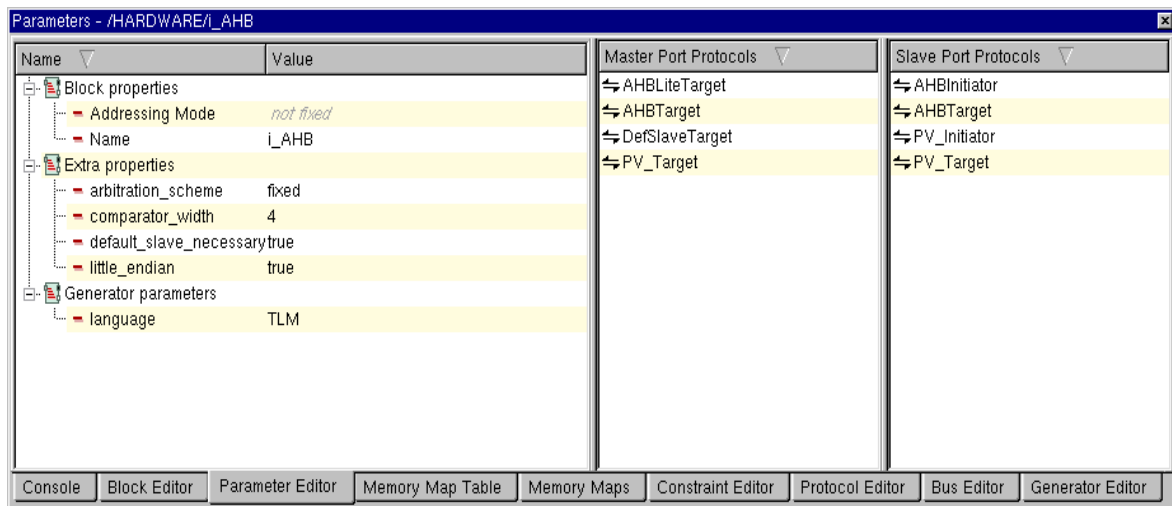 Parameters - /HARDWARE/i_AHB
Name Value
Block properties
Addressing Mode not fixed
Name i_AHB
Extra properties
arbitration_scheme fixed
comparator_width 4
default_slave_necessary true
little_endian true
Generator parameters
language TLM
Master Port Protocols
AHBLiteTarget
AHBTarget
DefSlaveTarget
PV_Target
Slave Port Protocols
AHBInitiator
AHBTarget
PV_Initiator
PV_Target
Console Block Editor Parameter Editor Memory Map Table Memory Maps Constraint Editor Protocol Editor Bus Editor Generator Editor